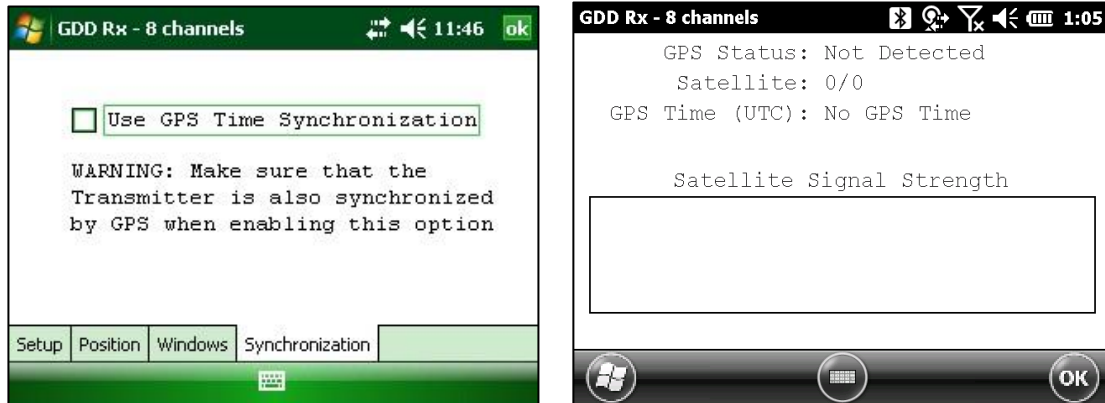 GDD Rx - 8 channels 11:46 ok
Use GPS Time Synchronization
WARNING: Make sure that the
Transmitter is also synchronized
by GPS when enabling this option
Setup Position Windows Synchronization
GDD Rx - 8 channels 1:05
GPS Status: Not Detected
Satellite: 0/0
GPS Time (UTC): No GPS Time
Satellite Signal Strength
OK